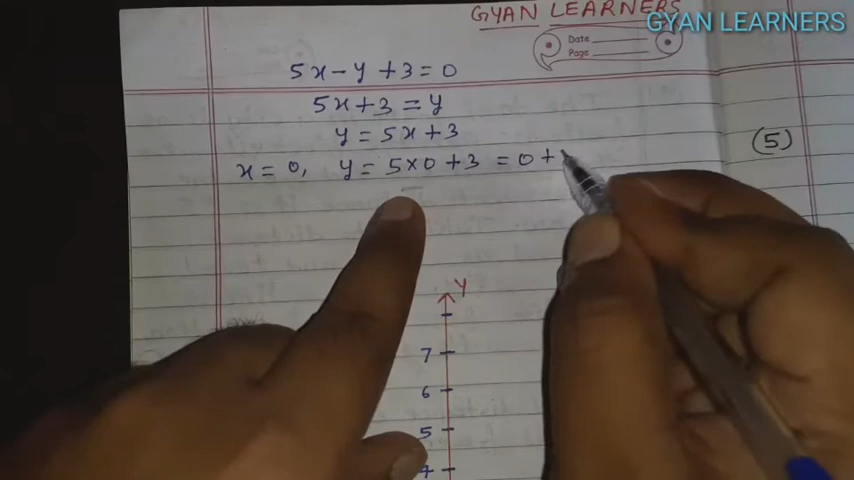 GYAN LEARNERS
GYAN LEARNERS
Date
Page
5x-y+3=0
5x+3=y
y=5x+3
(5)
x=0, y=5×0+3 =0+
Y
7
6
5
4